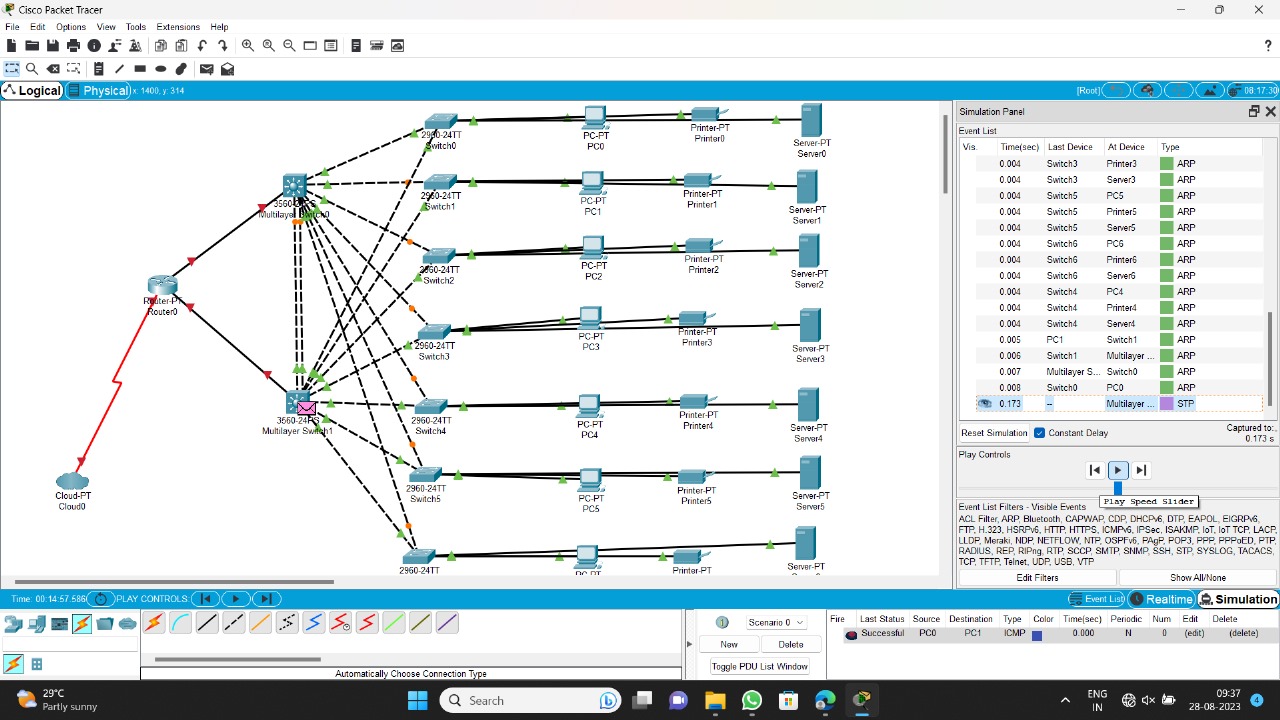 Cisco Packet Tracer
File Edit Options View Tools Extensions Help
Logical Physical x: 1400, y: 314 [Root] 08:17:30
2960-24TT
Switch0
PC-PT
PC0
Printer-PT
Printer0
Server-PT
Server0
3560-24PS
Multilayer Switch0
2960-24TT
Switch1
PC-PT
PC1
Printer-PT
Printer1
Server-PT
Server1
2960-24TT
Switch2
PC-PT
PC2
Printer-PT
Printer2
Server-PT
Server2
Router-PT
Router0
2960-24TT
Switch3
PC-PT
PC3
Printer-PT
Printer3
Server-PT
Server3
3560-24PS
Multilayer Switch1
2960-24TT
Switch4
PC-PT
PC4
Printer-PT
Printer4
Server-PT
Server4
Cloud-PT
Cloud0
2960-24TT
Switch5
PC-PT
PC5
Printer-PT
Printer5
Server-PT
Server5
2960-24TT
PC-PT
Printer-PT
Server-PT
Simulation Panel
Event List
Vis. Time(sec) Last Device At Device Type
0.004 Switch3 Printer3 ARP
0.004 Switch3 Server3 ARP
0.004 Switch5 PC5 ARP
0.004 Switch5 Printer5 ARP
0.004 Switch5 Server5 ARP
0.004 Switch6 PC6 ARP
0.004 Switch6 Printer6 ARP
0.004 Switch6 Server6 ARP
0.004 Switch4 PC4 ARP
0.004 Switch4 Printer4 ARP
0.004 Switch4 Server4 ARP
0.005 PC1 Switch1 ARP
0.006 Switch1 Multilayer ... ARP
0.007 Multilayer S... Switch0 ARP
0.008 Switch0 PC0 ARP
0.173 -- Multilayer ... STP
Reset Simulation Constant Delay Captured to:
0.173 s
Play Controls
Play Speed Slider
Event List Filters - Visible Events
ACL Filter, ARP, Bluetooth, CAPWAP, CDP, DHCPv6, DTP, EAPOL, EIGRPv6,
FTP, H.323, HSRPv6, HTTP, HTTPS, ICMPv6, IPSec, ISAKMP, IoT, IoT TCP, LACP,
LLDP, Meraki, NDP, NETFLOW, NTP, OSPFv6, PAgP, POP3, PPP, PPPoED, PTP,
RADIUS, REP, RIPng, RTP, SCCP, SMTP, SNMP, SSH, STP, SYSLOG, TACACS,
TCP, TFTP, Telnet, UDP, USB, VTP
Edit Filters Show All/None
Time: 00:14:57.586 PLAY CONTROLS: Event List Realtime Simulation
Automatically Choose Connection Type
Scenario 0
New Delete
Toggle PDU List Window
Fire Last Status Source Destination Type Color Time(sec) Periodic Num Edit Delete
Successful PC0 PC1 ICMP 0.000 N 0 (edit) (delete)
29°C
Partly sunny
Search
ENG
IN
09:37
28-08-2023
4